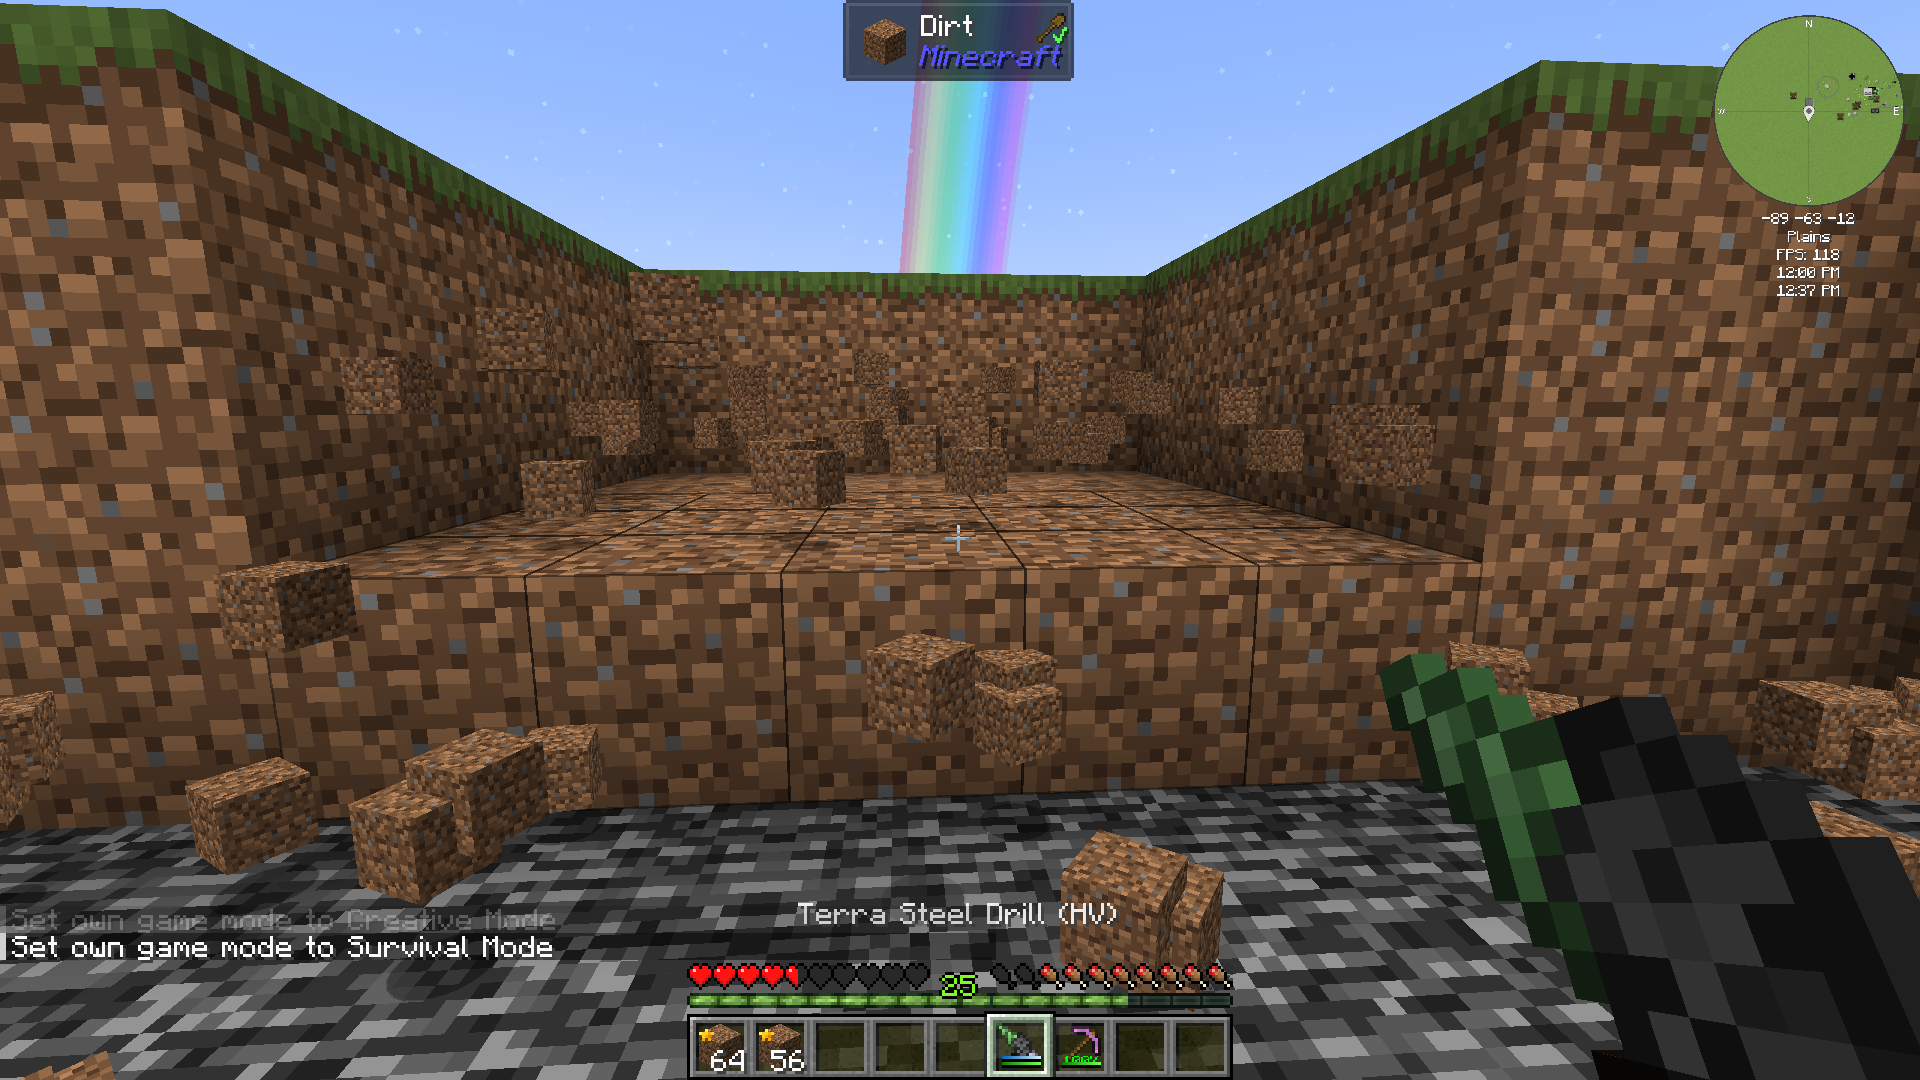 Dirt
Minecraft
N
W
E
S
-89 -63 -12
Plains
FPS: 118
12:00 PM
12:37 PM
Set own game mode to Creative Mode
Set own game mode to Survival Mode
Terra Steel Drill (HV)
25
64
56
100%